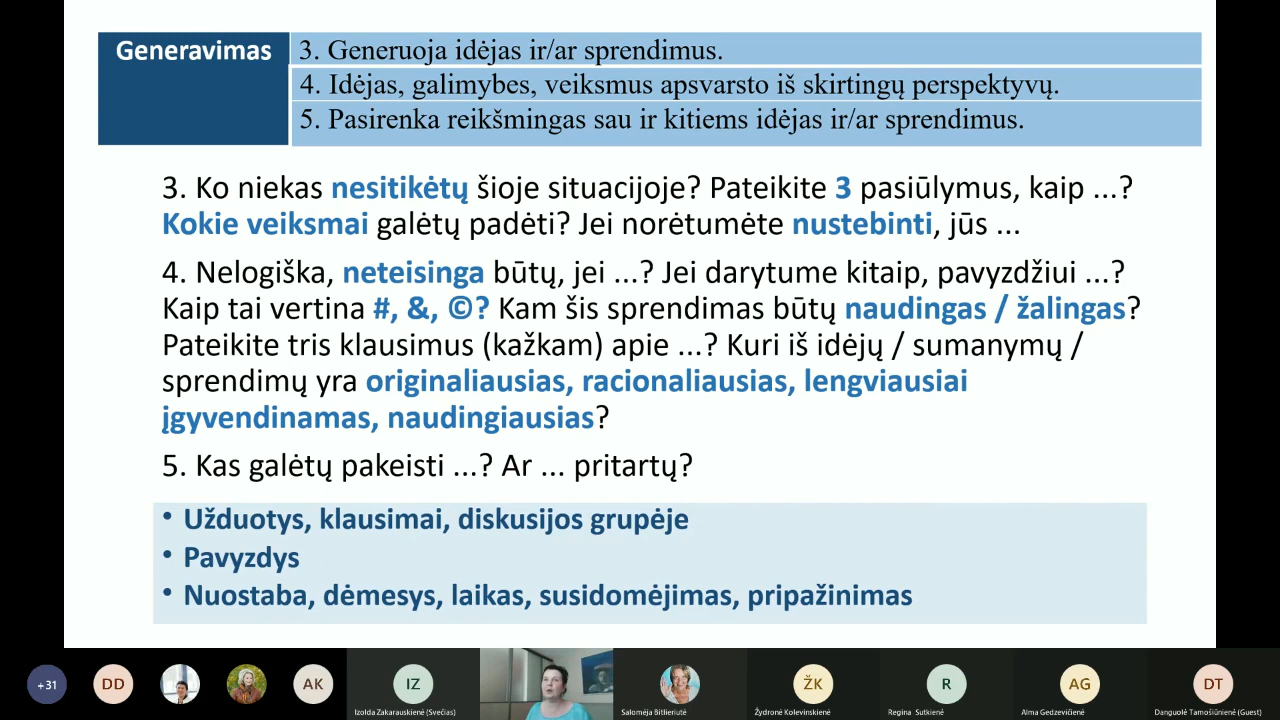 Generavimas
3. Generuoja idėjas ir/ar sprendimus.
4. Idėjas, galimybes, veiksmus apsvarsto iš skirtingų perspektyvų.
5. Pasirenka reikšmingas sau ir kitiems idėjas ir/ar sprendimus.
3. Ko niekas nesitikėtų šioje situacijoje? Pateikite 3 pasiūlymus, kaip ...?
Kokie veiksmai galėtų padėti? Jei norėtumėte nustebinti, jūs ...
4. Nelogiška, neteisinga būtų, jei ...? Jei darytume kitaip, pavyzdžiui ...?
Kaip tai vertina #, &, ©? Kam šis sprendimas būtų naudingas / žalingas?
Pateikite tris klausimus (kažkam) apie ...? Kuri iš idėjų / sumanymų /
sprendimų yra originaliausias, racionaliausias, lengviausiai
įgyvendinamas, naudingiausias?
5. Kas galėtų pakeisti ...? Ar ... pritartų?
• Užduotys, klausimai, diskusijos grupėje
• Pavyzdys
• Nuostaba, dėmesys, laikas, susidomėjimas, pripažinimas
+31 DD AK IZ ŽK R AG DT
Izolda Zakarauskienė (Svečias) Salomėja Bitlieriutė Žydronė Kolevinskienė Regina Sutkienė Alma Gedzevičienė Danguolė Tamošiūnienė (Guest)